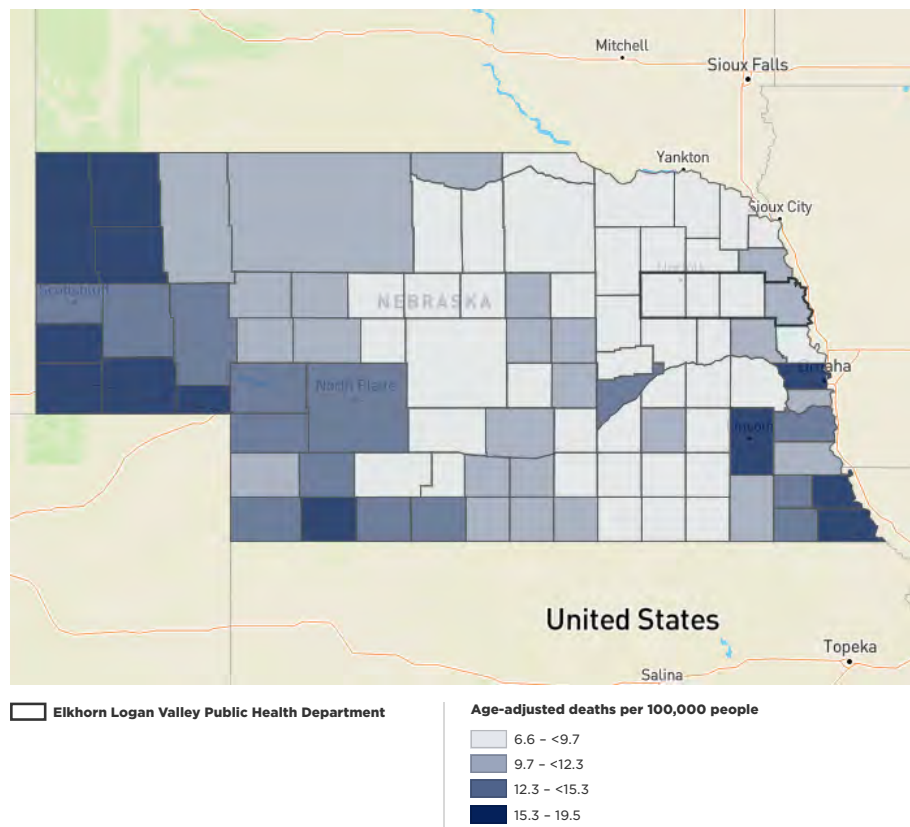 Mitchell
Sioux Falls
Yankton
Sioux City
Norfolk
Scottsbluff
NEBRASKA
North Platte
Omaha
Lincoln
United States
Topeka
Salina
Elkhorn Logan Valley Public Health Department
Age-adjusted deaths per 100,000 people
6.6 – <9.7
9.7 – <12.3
12.3 – <15.3
15.3 – 19.5